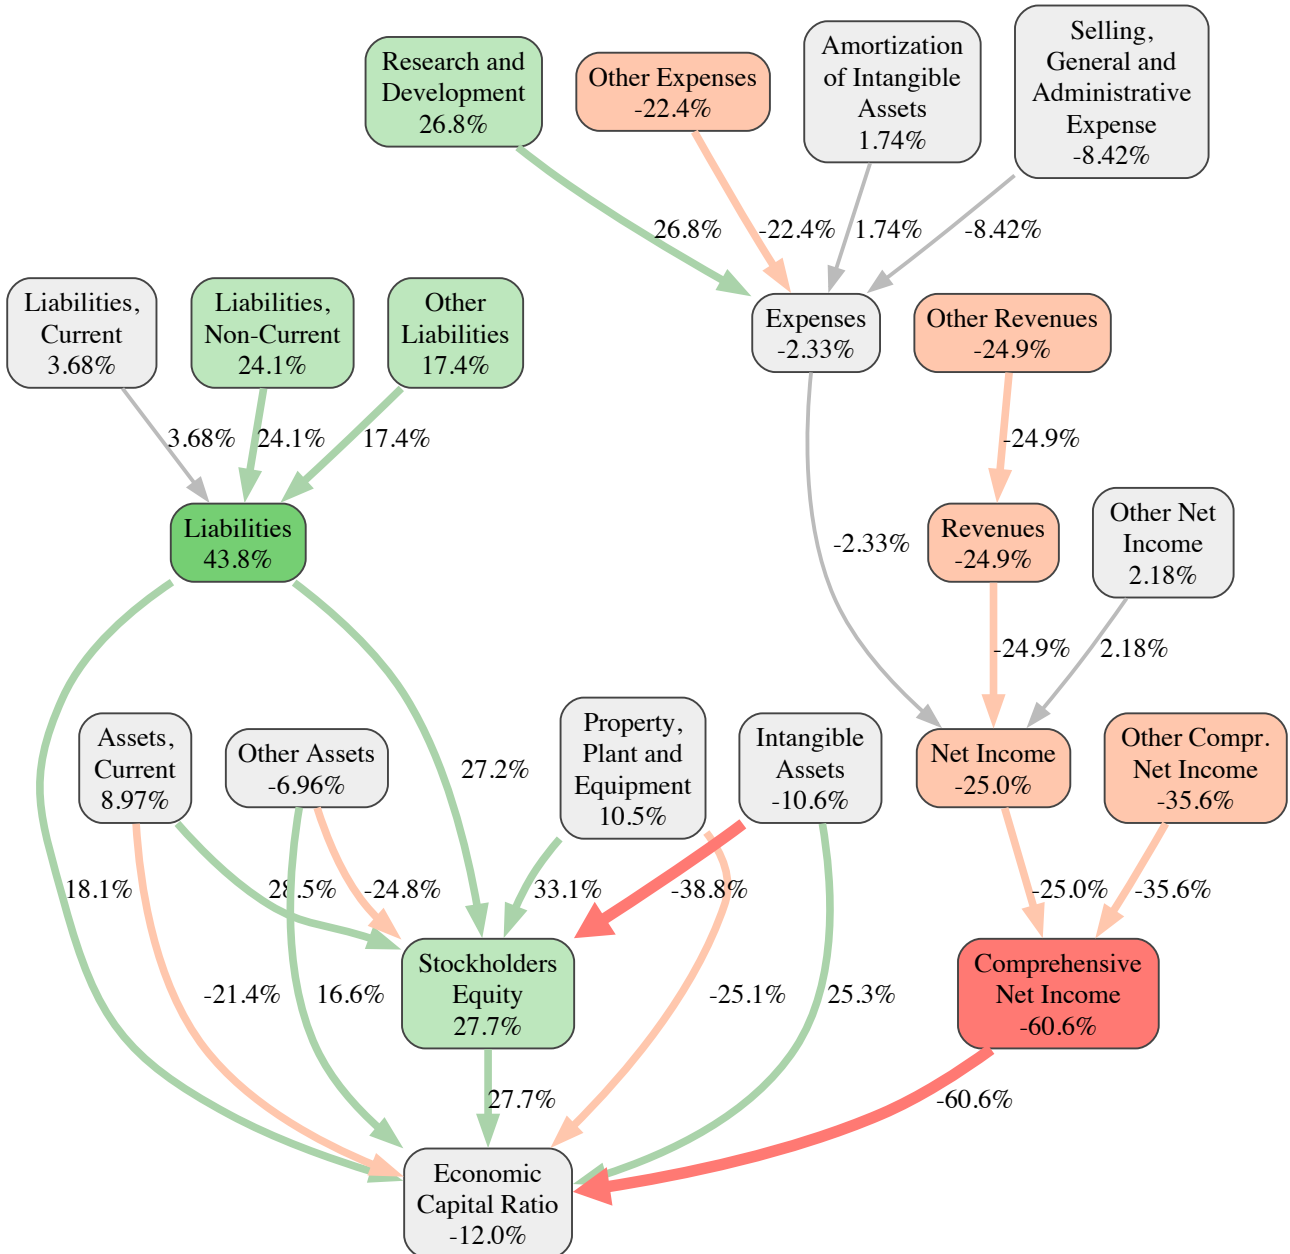 Research and
Development
26.8%
Other Expenses
-22.4%
Amortization
of Intangible
Assets
1.74%
Selling,
General and
Administrative
Expense
-8.42%
26.8%
-22.4%
1.74%
-8.42%
Liabilities,
Current
3.68%
Liabilities,
Non-Current
24.1%
Other
Liabilities
17.4%
Expenses
-2.33%
Other Revenues
-24.9%
3.68%
24.1%
17.4%
-24.9%
Liabilities
43.8%
-2.33%
Revenues
-24.9%
Other Net
Income
2.18%
-24.9%
2.18%
Assets,
Current
8.97%
Other Assets
-6.96%
27.2%
Property,
Plant and
Equipment
10.5%
Intangible
Assets
-10.6%
Net Income
-25.0%
Other Compr.
Net Income
-35.6%
18.1%
28.5%
-24.8%
33.1%
-38.8%
-25.0%
-35.6%
-21.4%
16.6%
Stockholders
Equity
27.7%
-25.1%
25.3%
Comprehensive
Net Income
-60.6%
27.7%
-60.6%
Economic
Capital Ratio
-12.0%